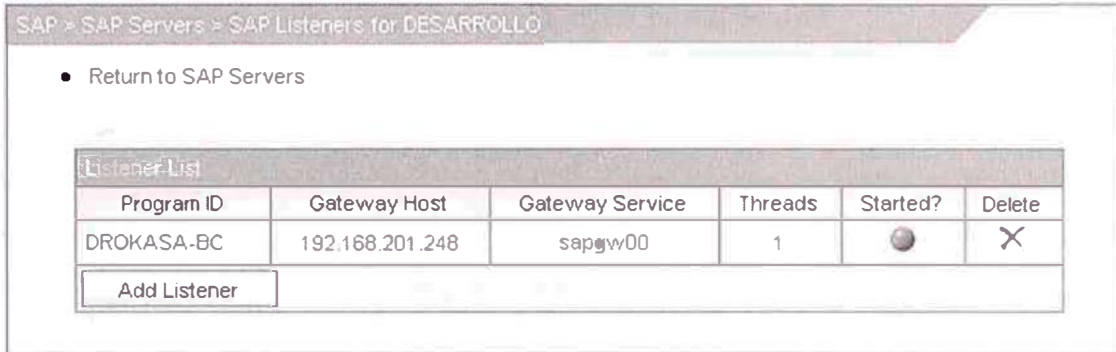 SAP > SAP Servers > SAP Listeners for DESARROLLO
Return to SAP Servers
Listener List
Program ID Gateway Host Gateway Service Threads Started? Delete
DROKASA-BC 192.168.201.248 sapgw00 1
Add Listener